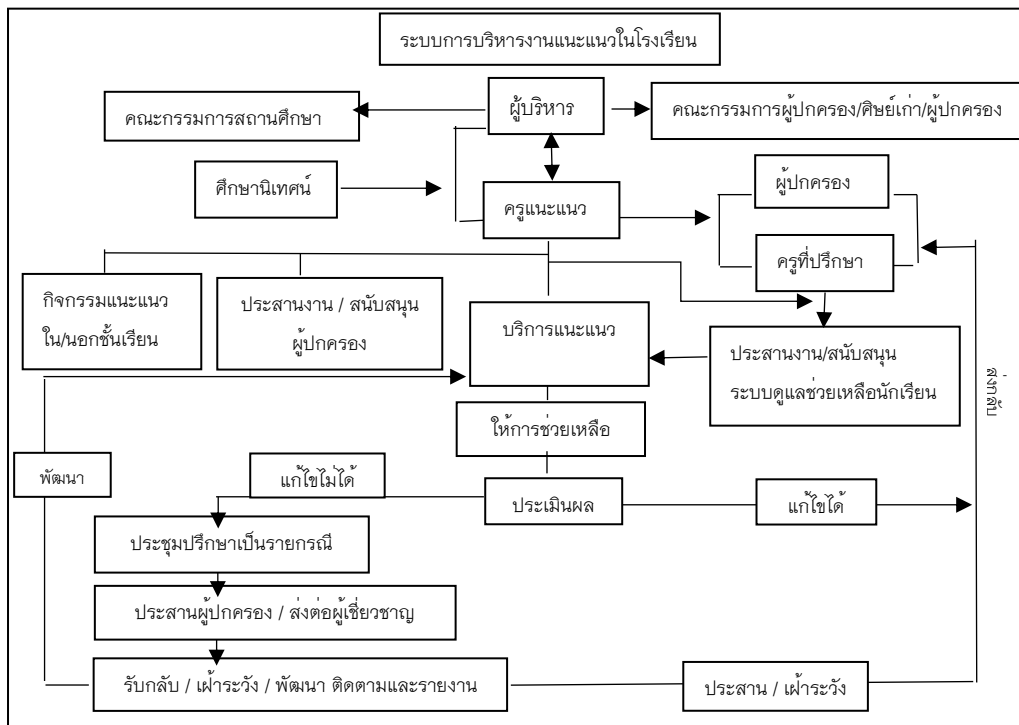 ระบบการบริหารงานแนะแนวในโรงเรียน
คณะกรรมการสถานศึกษา
ผู้บริหาร
คณะกรรมการผู้ปกครอง/ศิษย์เก่า/ผู้ปกครอง
ศึกษานิเทศน์
ครูแนะแนว
ผู้ปกครอง
ครูที่ปรึกษา
กิจกรรมแนะแนว
ใน/นอกชั้นเรียน
ประสานงาน / สนับสนุน
ผู้ปกครอง
บริการแนะแนว
ประสานงาน/สนับสนุน
ระบบดูแลช่วยเหลือนักเรียน
ส่งกลับ
ให้การช่วยเหลือ
พัฒนา
แก้ไขไม่ได้
ประเมินผล
แก้ไขได้
ประชุมปรึกษาเป็นรายกรณี
ประสานผู้ปกครอง / ส่งต่อผู้เชี่ยวชาญ
รับกลับ / เฝ้าระวัง / พัฒนา ติดตามและรายงาน
ประสาน / เฝ้าระวัง